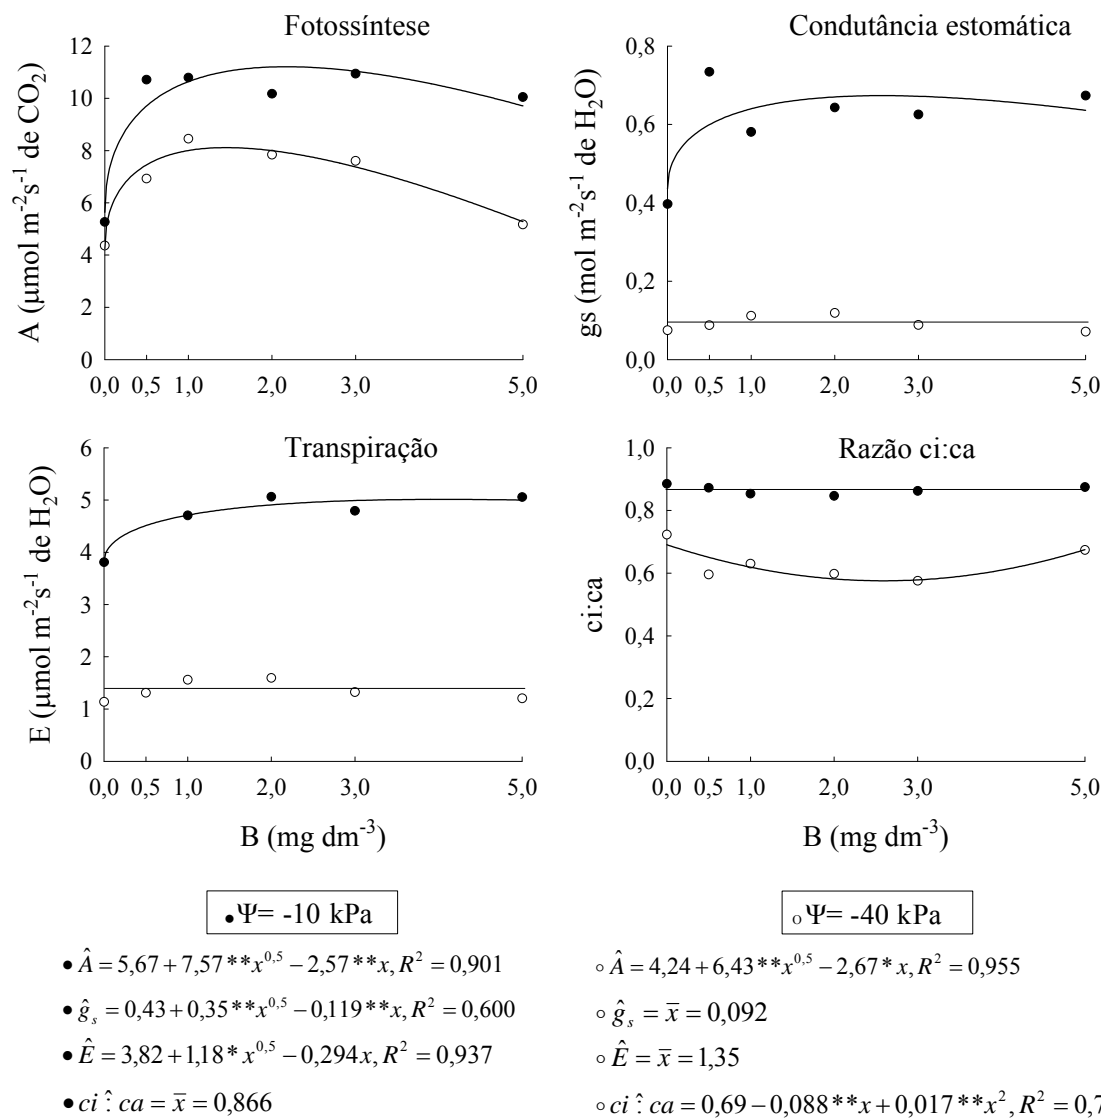 Fotossíntese
A (µmol m⁻²s⁻¹ de CO₂)
12
10
8
6
4
2
0
0,0 0,5 1,0 2,0 3,0 5,0
Condutância estomática
gs (mol m⁻²s⁻¹ de H₂O)
0,8
0,6
0,4
0,2
0,0
0,0 0,5 1,0 2,0 3,0 5,0
Transpiração
E (µmol m⁻²s⁻¹ de H₂O)
6
5
4
3
2
1
0
0,0 0,5 1,0 2,0 3,0 5,0
B (mg dm⁻³)
Razão ci:ca
ci:ca
1,0
0,8
0,6
0,4
0,2
0,0
0,0 0,5 1,0 2,0 3,0 5,0
B (mg dm⁻³)
● Ψ= -10 kPa
● Â = 5,67 + 7,57 ** x⁰,⁵ − 2,57 ** x, R² = 0,901
● ĝₛ = 0,43 + 0,35 ** x⁰,⁵ − 0,119 ** x, R² = 0,600
● Ê = 3,82 + 1,18 * x⁰,⁵ − 0,294x, R² = 0,937
● ci :̂ ca = x̄ = 0,866
○ Ψ= -40 kPa
○ Â = 4,24 + 6,43 ** x⁰,⁵ − 2,67 * x, R² = 0,955
○ ĝₛ = x̄ = 0,092
○ Ê = x̄ = 1,35
○ ci :̂ ca = 0,69 − 0,088 ** x + 0,017 ** x², R² =